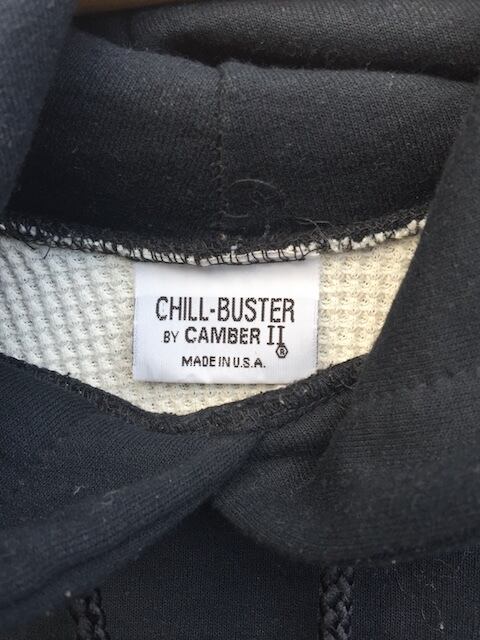 CHILL-BUSTER
BY CAMBER II®
MADE IN U.S.A.